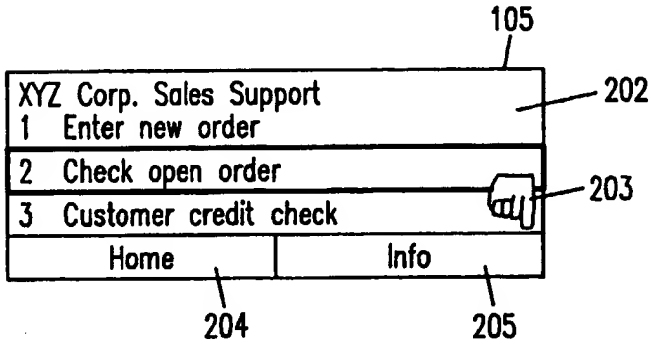 105
XYZ Corp. Sales Support
202
1 Enter new order
2 Check open order
203
3 Customer credit check
Home Info
204 205